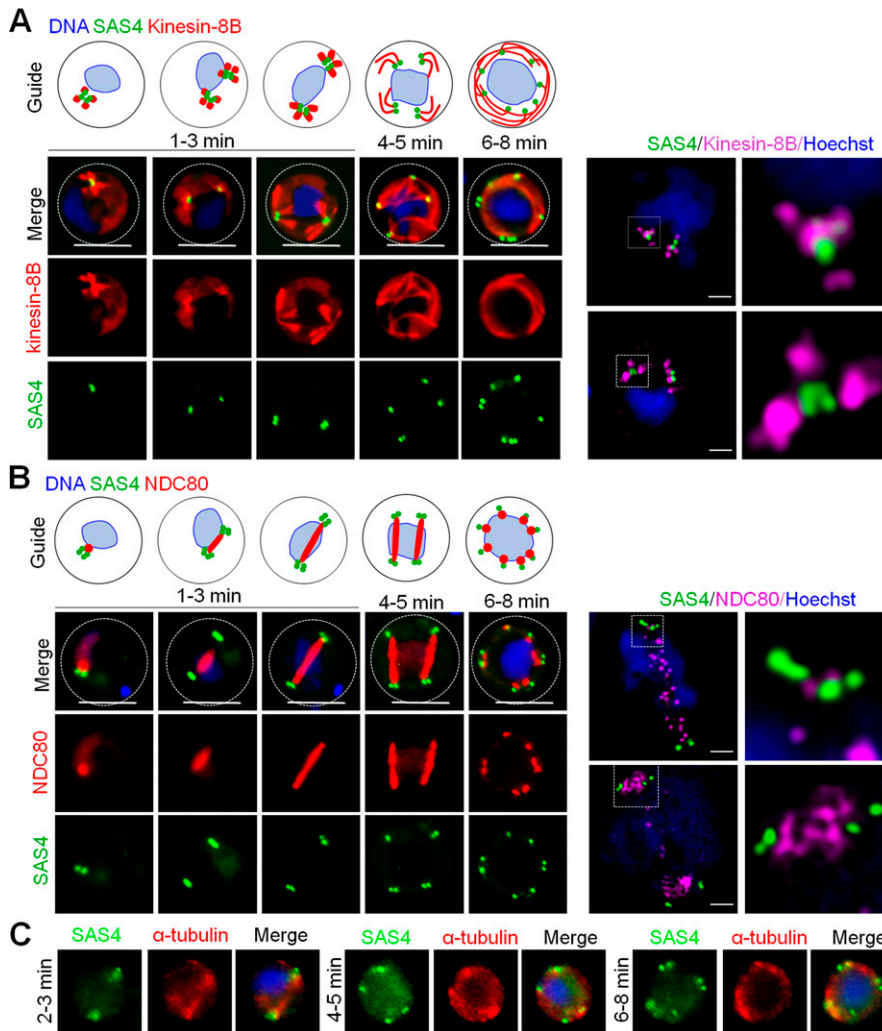 A
DNA SAS4 Kinesin-8B
Guide
1-3 min
4-5 min
6-8 min
SAS4/Kinesin-8B/Hoechst
Merge
kinesin-8B
SAS4
B
DNA SAS4 NDC80
Guide
1-3 min
4-5 min
6-8 min
SAS4/NDC80/Hoechst
Merge
NDC80
SAS4
C
SAS4 α-tubulin Merge
SAS4 α-tubulin Merge
SAS4 α-tubulin Merge
2-3 min
4-5 min
6-8 min